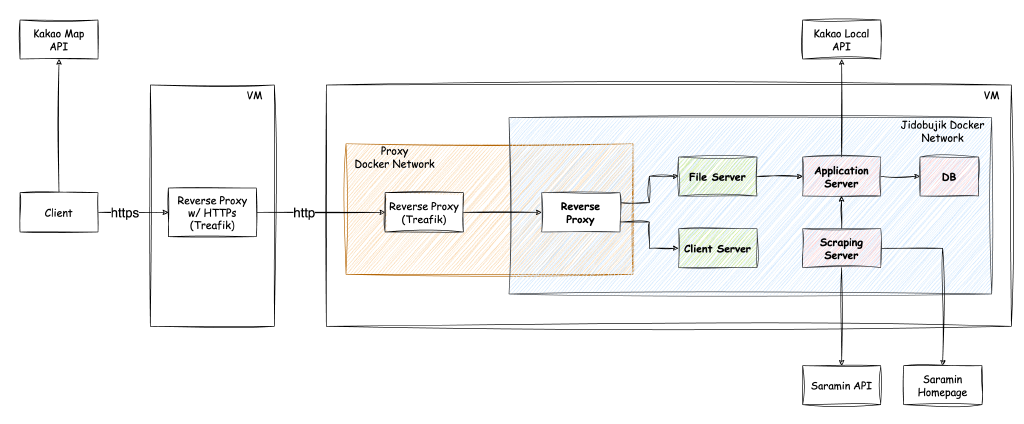 Kakao Map
API
Kakao Local
API
VM
VM
Jidobujik Docker
Network
Proxy
Docker Network
Client
https
Reverse Proxy
w/ HTTPs
(Treafik)
http
Reverse Proxy
(Treafik)
Reverse
Proxy
File Server
Application
Server
DB
Client Server
Scraping
Server
Saramin API
Saramin
Homepage